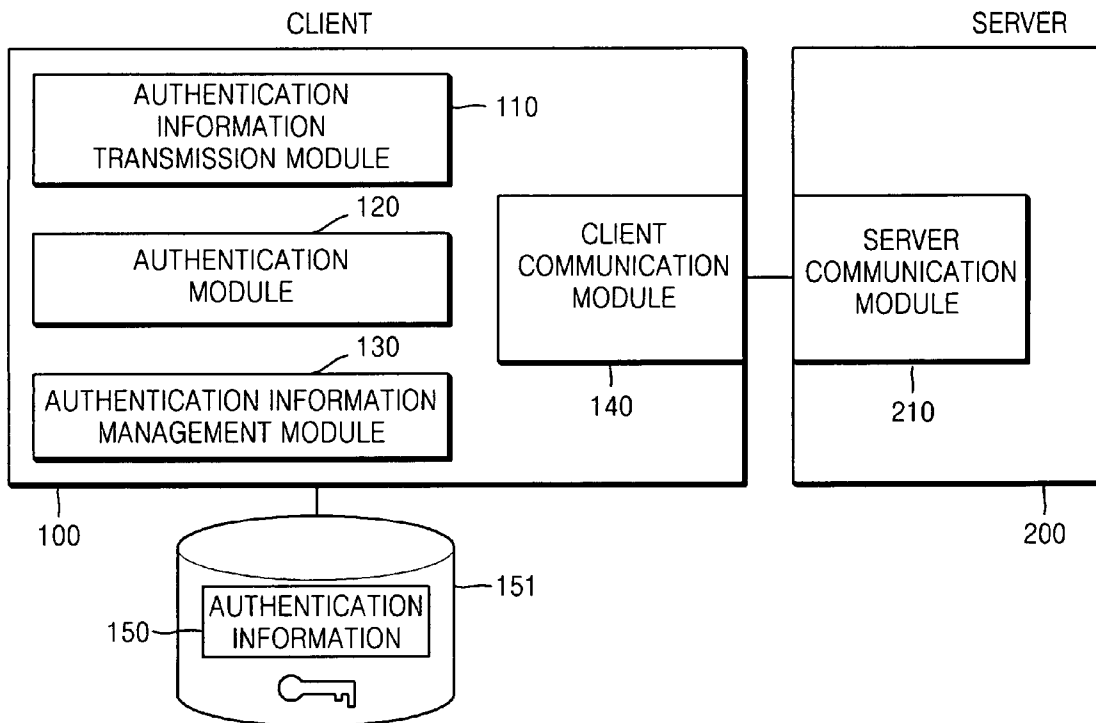 CLIENT
SERVER
AUTHENTICATION
INFORMATION
TRANSMISSION MODULE
110
120
AUTHENTICATION
MODULE
130
AUTHENTICATION INFORMATION
MANAGEMENT MODULE
CLIENT
COMMUNICATION
MODULE
140
SERVER
COMMUNICATION
MODULE
210
100
200
151
150
AUTHENTICATION
INFORMATION